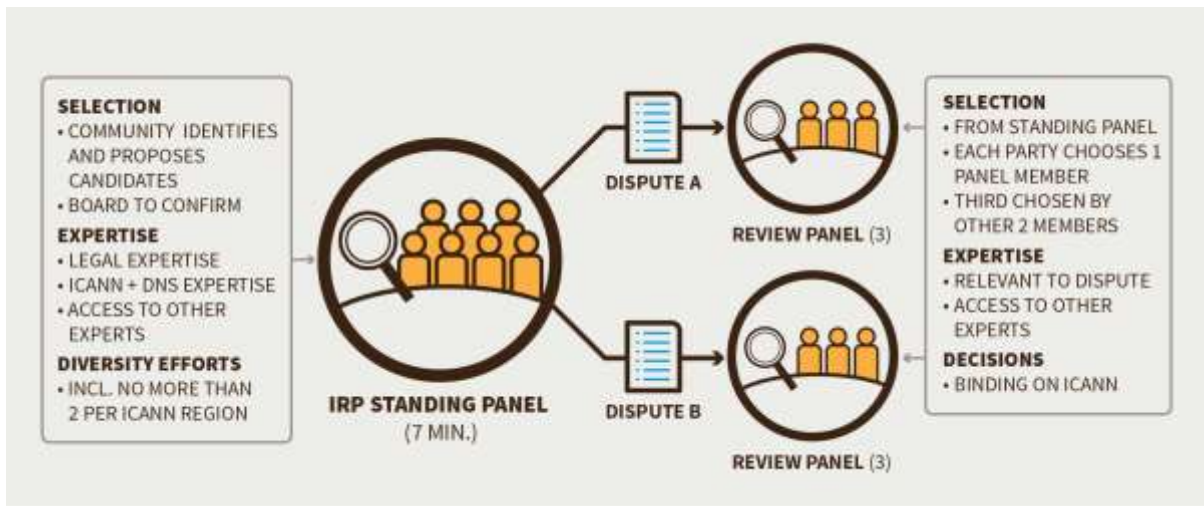 SELECTION
• COMMUNITY IDENTIFIES
AND PROPOSES
CANDIDATES
• BOARD TO CONFIRM
EXPERTISE
• LEGAL EXPERTISE
• ICANN + DNS EXPERTISE
• ACCESS TO OTHER
EXPERTS
DIVERSITY EFFORTS
• INCL. NO MORE THAN
2 PER ICANN REGION
IRP STANDING PANEL
(7 MIN.)
DISPUTE A
DISPUTE B
REVIEW PANEL (3)
REVIEW PANEL (3)
SELECTION
• FROM STANDING PANEL
• EACH PARTY CHOOSES 1
PANEL MEMBER
• THIRD CHOSEN BY
OTHER 2 MEMBERS
EXPERTISE
• RELEVANT TO DISPUTE
• ACCESS TO OTHER
EXPERTS
DECISIONS
• BINDING ON ICANN